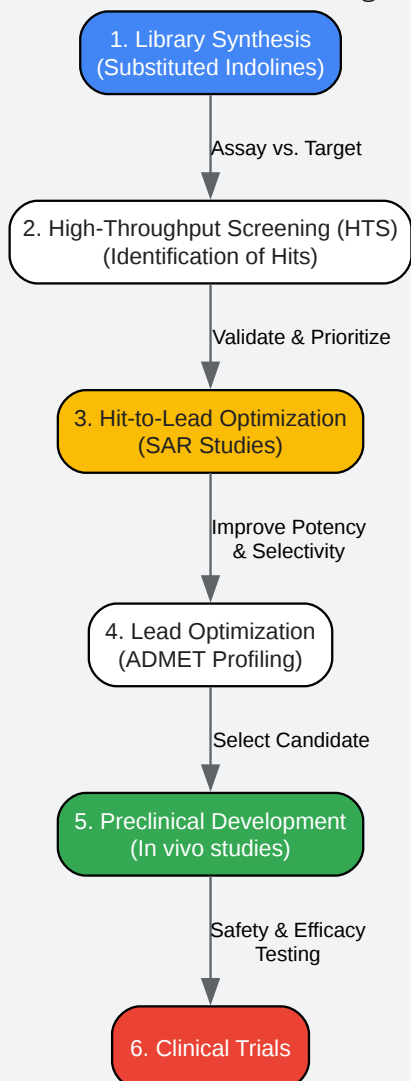 1. Library Synthesis
(Substituted Indolines)
Assay vs. Target
2. High-Throughput Screening (HTS)
(Identification of Hits)
Validate & Prioritize
3. Hit-to-Lead Optimization
(SAR Studies)
Improve Potency
& Selectivity
4. Lead Optimization
(ADMET Profiling)
Select Candidate
5. Preclinical Development
(In vivo studies)
Safety & Efficacy
Testing
6. Clinical Trials